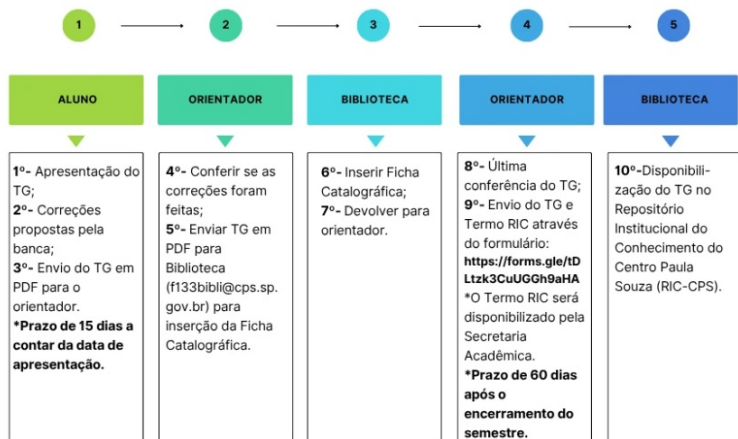 1
2
3
4
5
ALUNO
ORIENTADOR
BIBLIOTECA
ORIENTADOR
BIBLIOTECA
1º- Apresentação do
TG;
2º- Correções
propostas pela
banca;
3º- Envio do TG em
PDF para o
orientador.
*Prazo de 15 dias a
contar da data de
apresentação.
4º- Conferir se as
correções foram
feitas;
5º- Enviar TG em
PDF para
Biblioteca
(f133bibli@cps.sp.
gov.br) para
inserção da Ficha
Catalográfica.
6º- Inserir Ficha
Catalográfica;
7º- Devolver para
orientador.
8º- Última
conferência do TG;
9º- Envio do TG e
Termo RIC através
do formulário:
https://forms.gle/tD
Ltzk3CuUGGh9aHA
*O Termo RIC será
disponibilizado pela
Secretaria
Acadêmica.
*Prazo de 60 dias
após o
encerramento do
semestre.
10º-Disponibili-
zação do TG no
Repositório
Institucional do
Conhecimento do
Centro Paula
Souza (RIC-CPS).